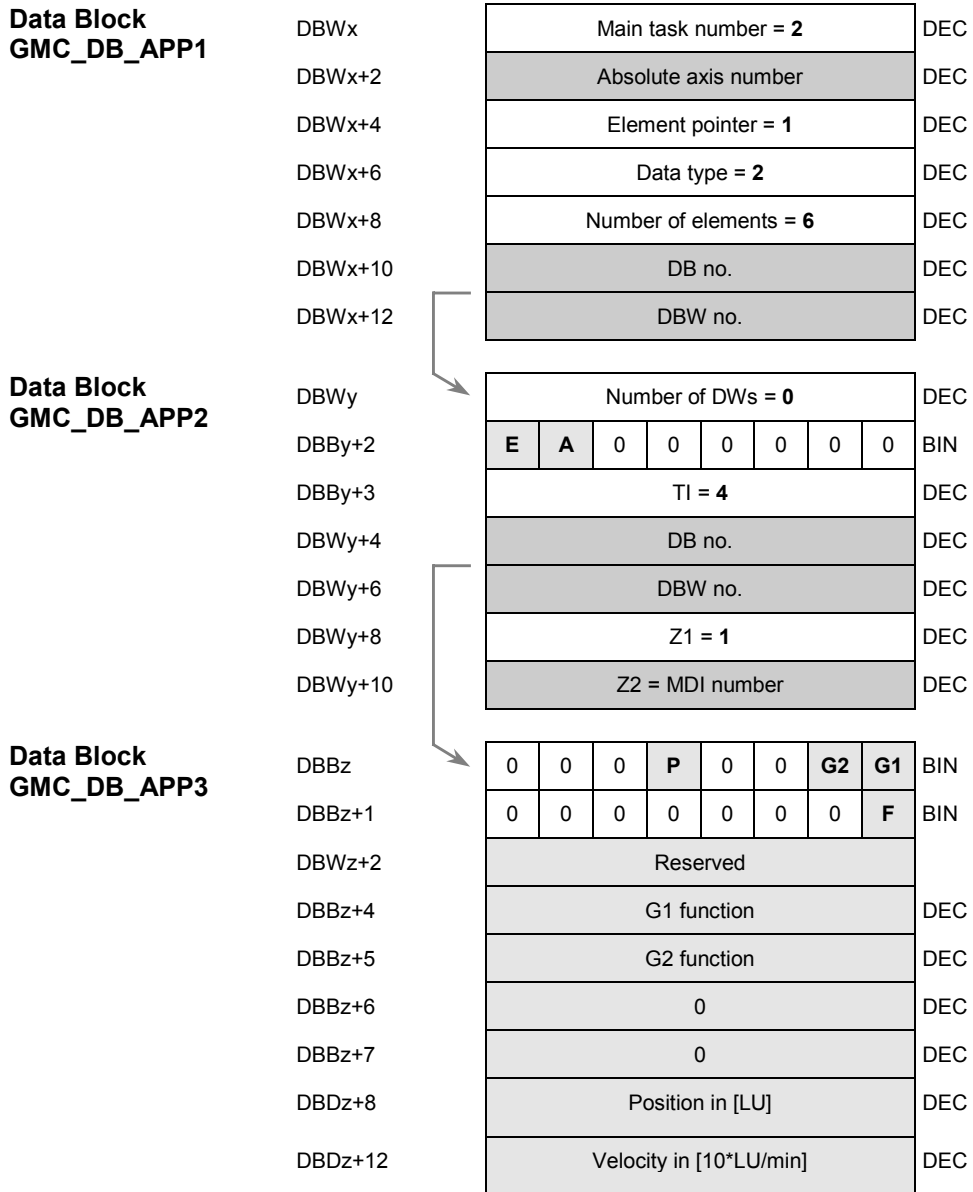 Data Block
GMC_DB_APP1
DBWx Main task number = 2 DEC
DBWx+2 Absolute axis number DEC
DBWx+4 Element pointer = 1 DEC
DBWx+6 Data type = 2 DEC
DBWx+8 Number of elements = 6 DEC
DBWx+10 DB no. DEC
DBWx+12 DBW no. DEC
Data Block
GMC_DB_APP2
DBWy Number of DWs = 0 DEC
DBBy+2 E A 0 0 0 0 0 0 BIN
DBBy+3 TI = 4 DEC
DBWy+4 DB no. DEC
DBWy+6 DBW no. DEC
DBWy+8 Z1 = 1 DEC
DBWy+10 Z2 = MDI number DEC
Data Block
GMC_DB_APP3
DBBz 0 0 0 P 0 0 G2 G1 BIN
DBBz+1 0 0 0 0 0 0 0 F BIN
DBWz+2 Reserved
DBBz+4 G1 function DEC
DBBz+5 G2 function DEC
DBBz+6 0 DEC
DBBz+7 0 DEC
DBDz+8 Position in [LU] DEC
DBDz+12 Velocity in [10*LU/min] DEC